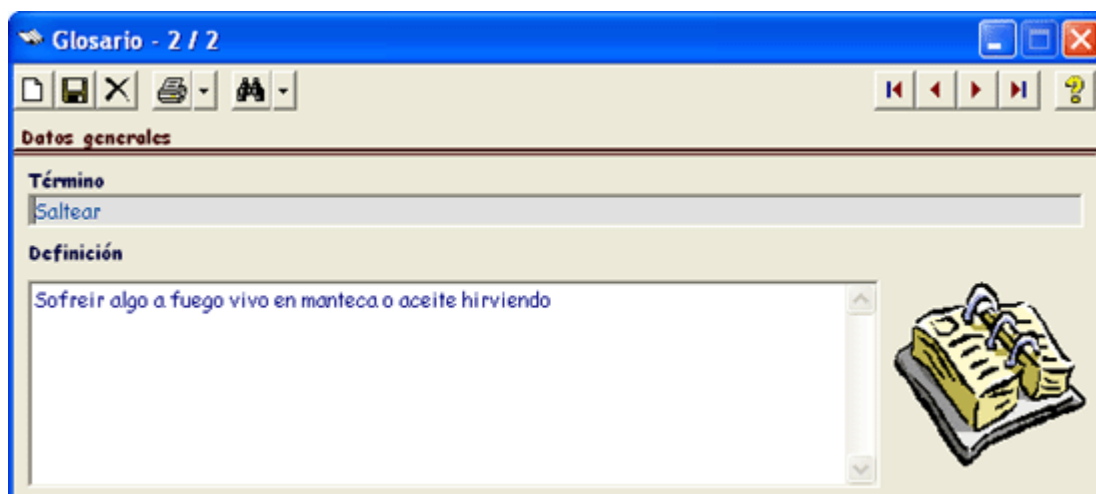 Glosario - 2 / 2
Datos generales
Término
Saltear
Definición
Sofreir algo a fuego vivo en manteca o aceite hirviendo